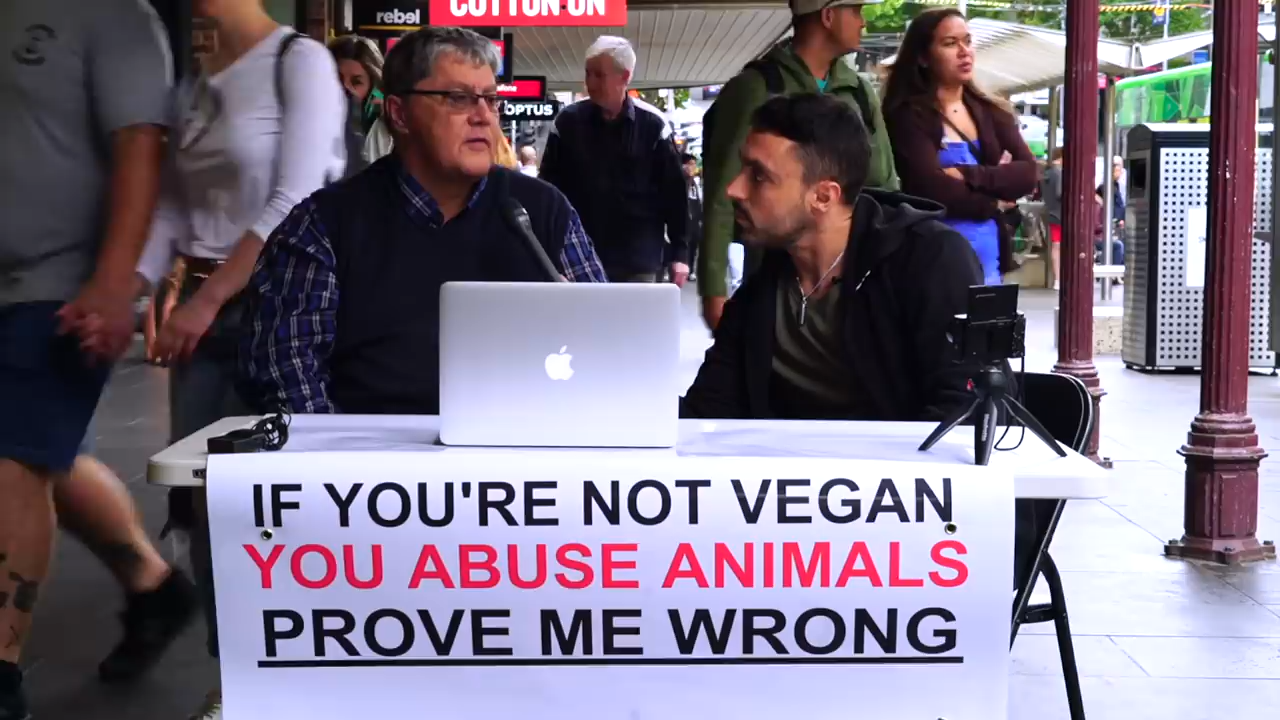 COTTON:ON
rebel
OPTUS
IF YOU'RE NOT VEGAN
YOU ABUSE ANIMALS
PROVE ME WRONG